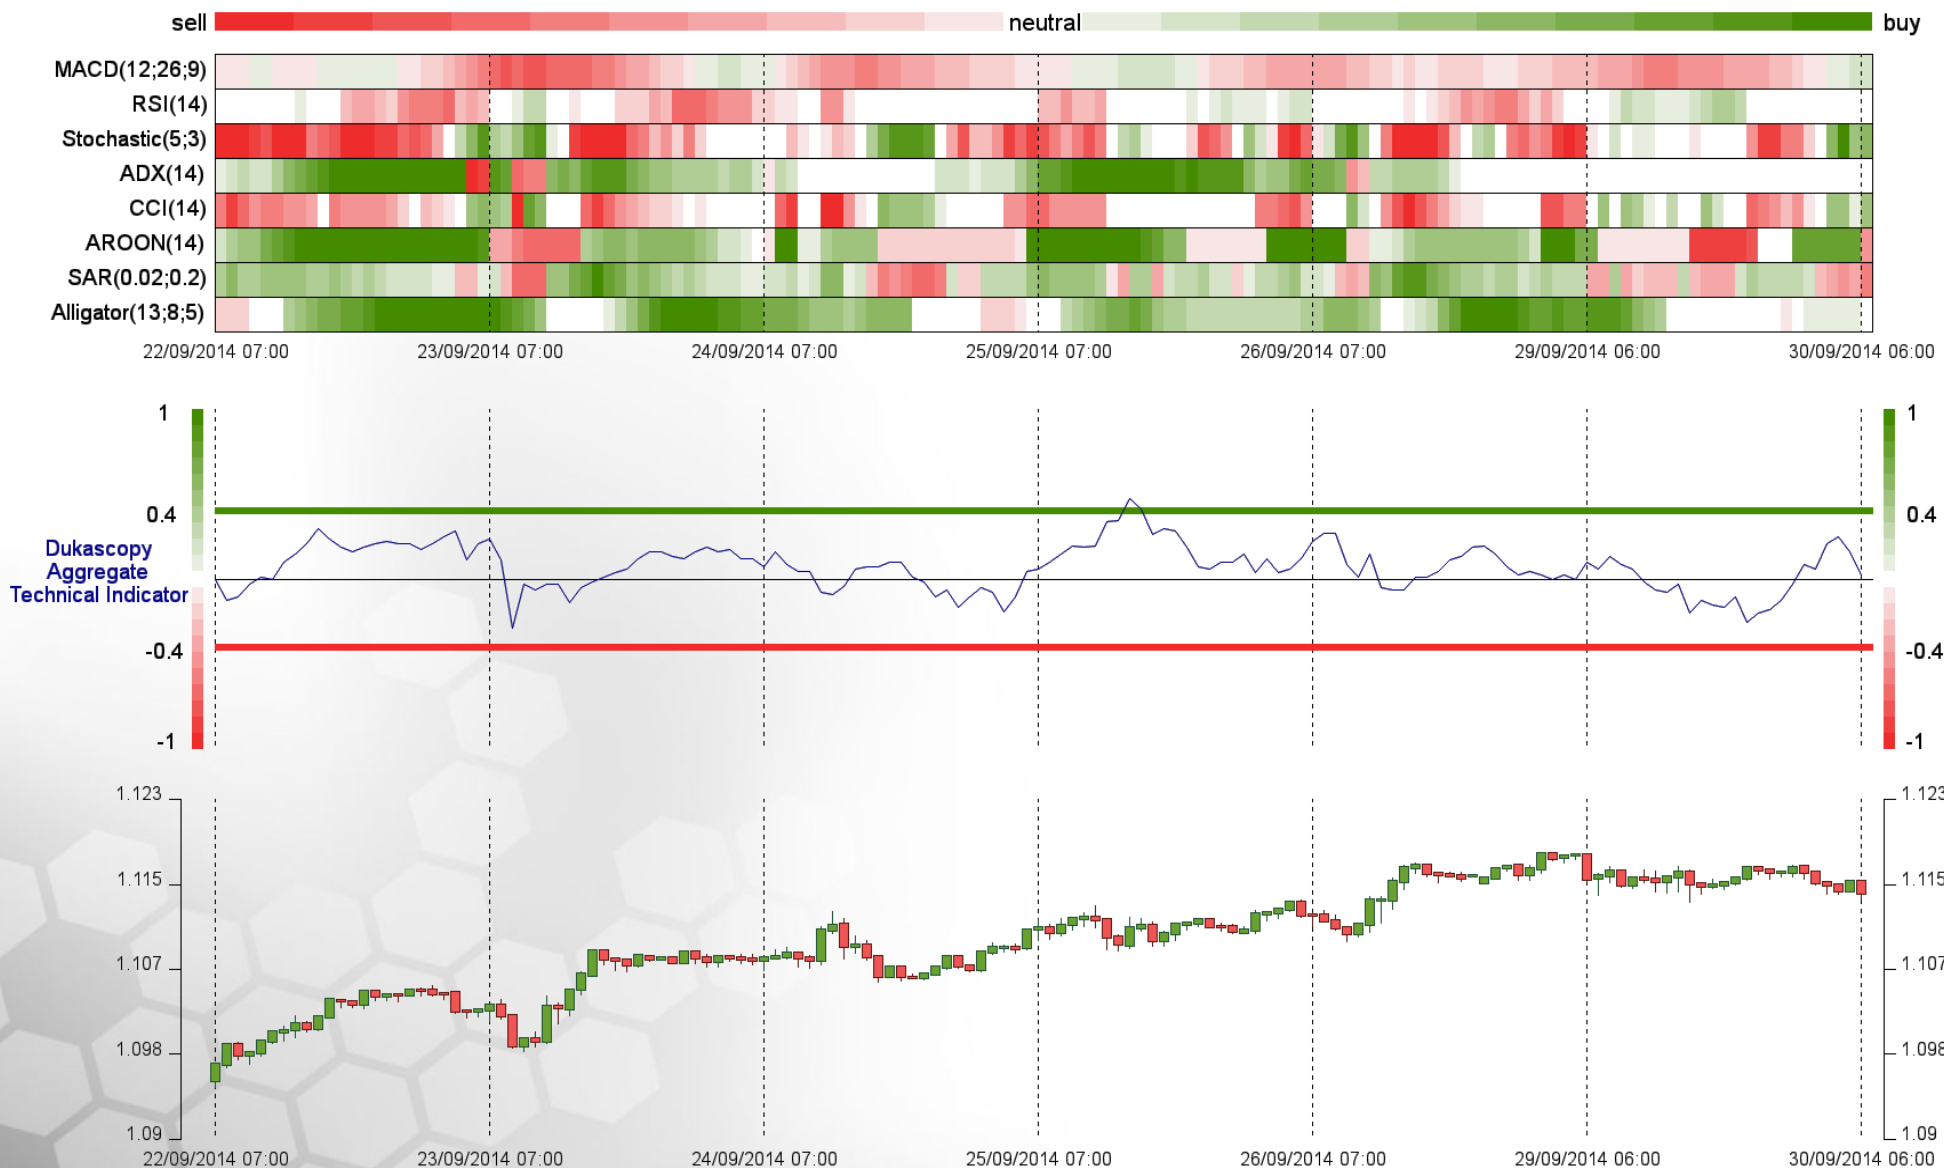 sell neutral buy
MACD(12;26;9)
RSI(14)
Stochastic(5;3)
ADX(14)
CCI(14)
AROON(14)
SAR(0.02;0.2)
Alligator(13;8;5)
22/09/2014 07:00 23/09/2014 07:00 24/09/2014 07:00 25/09/2014 07:00 26/09/2014 07:00 29/09/2014 06:00 30/09/2014 06:00
1 1
0.4 0.4
Dukascopy
Aggregate
Technical Indicator
-0.4 -0.4
-1 -1
1.123 1.123
1.115 1.115
1.107 1.107
1.098 1.098
1.09 1.09
22/09/2014 07:00 23/09/2014 07:00 24/09/2014 07:00 25/09/2014 07:00 26/09/2014 07:00 29/09/2014 06:00 30/09/2014 06:00